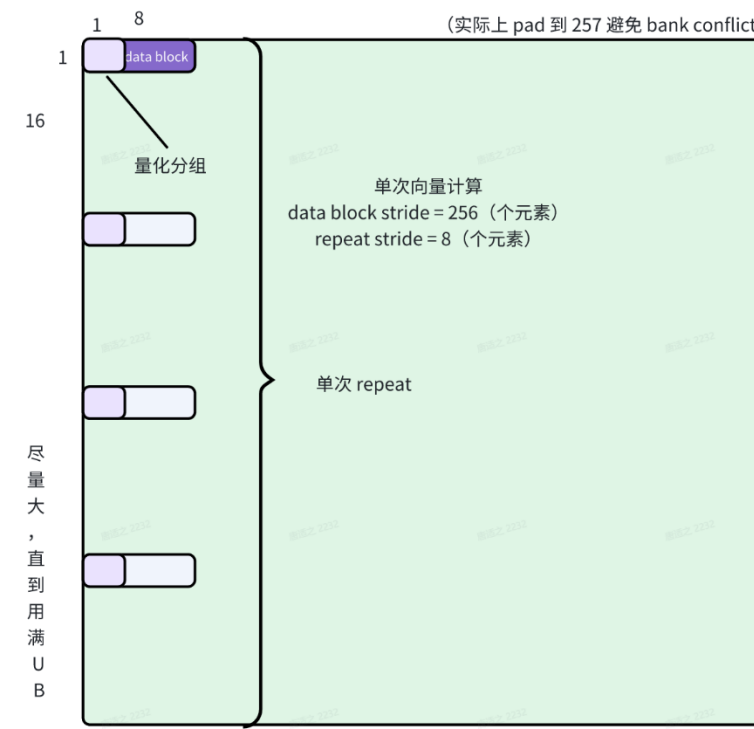 1
8
（实际上 pad 到 257 避免 bank conflict
1
data block
16
量化分组
单次向量计算
data block stride = 256（个元素）
repeat stride = 8（个元素）
单次 repeat
尽
量
大
，
直
到
用
满
U
B